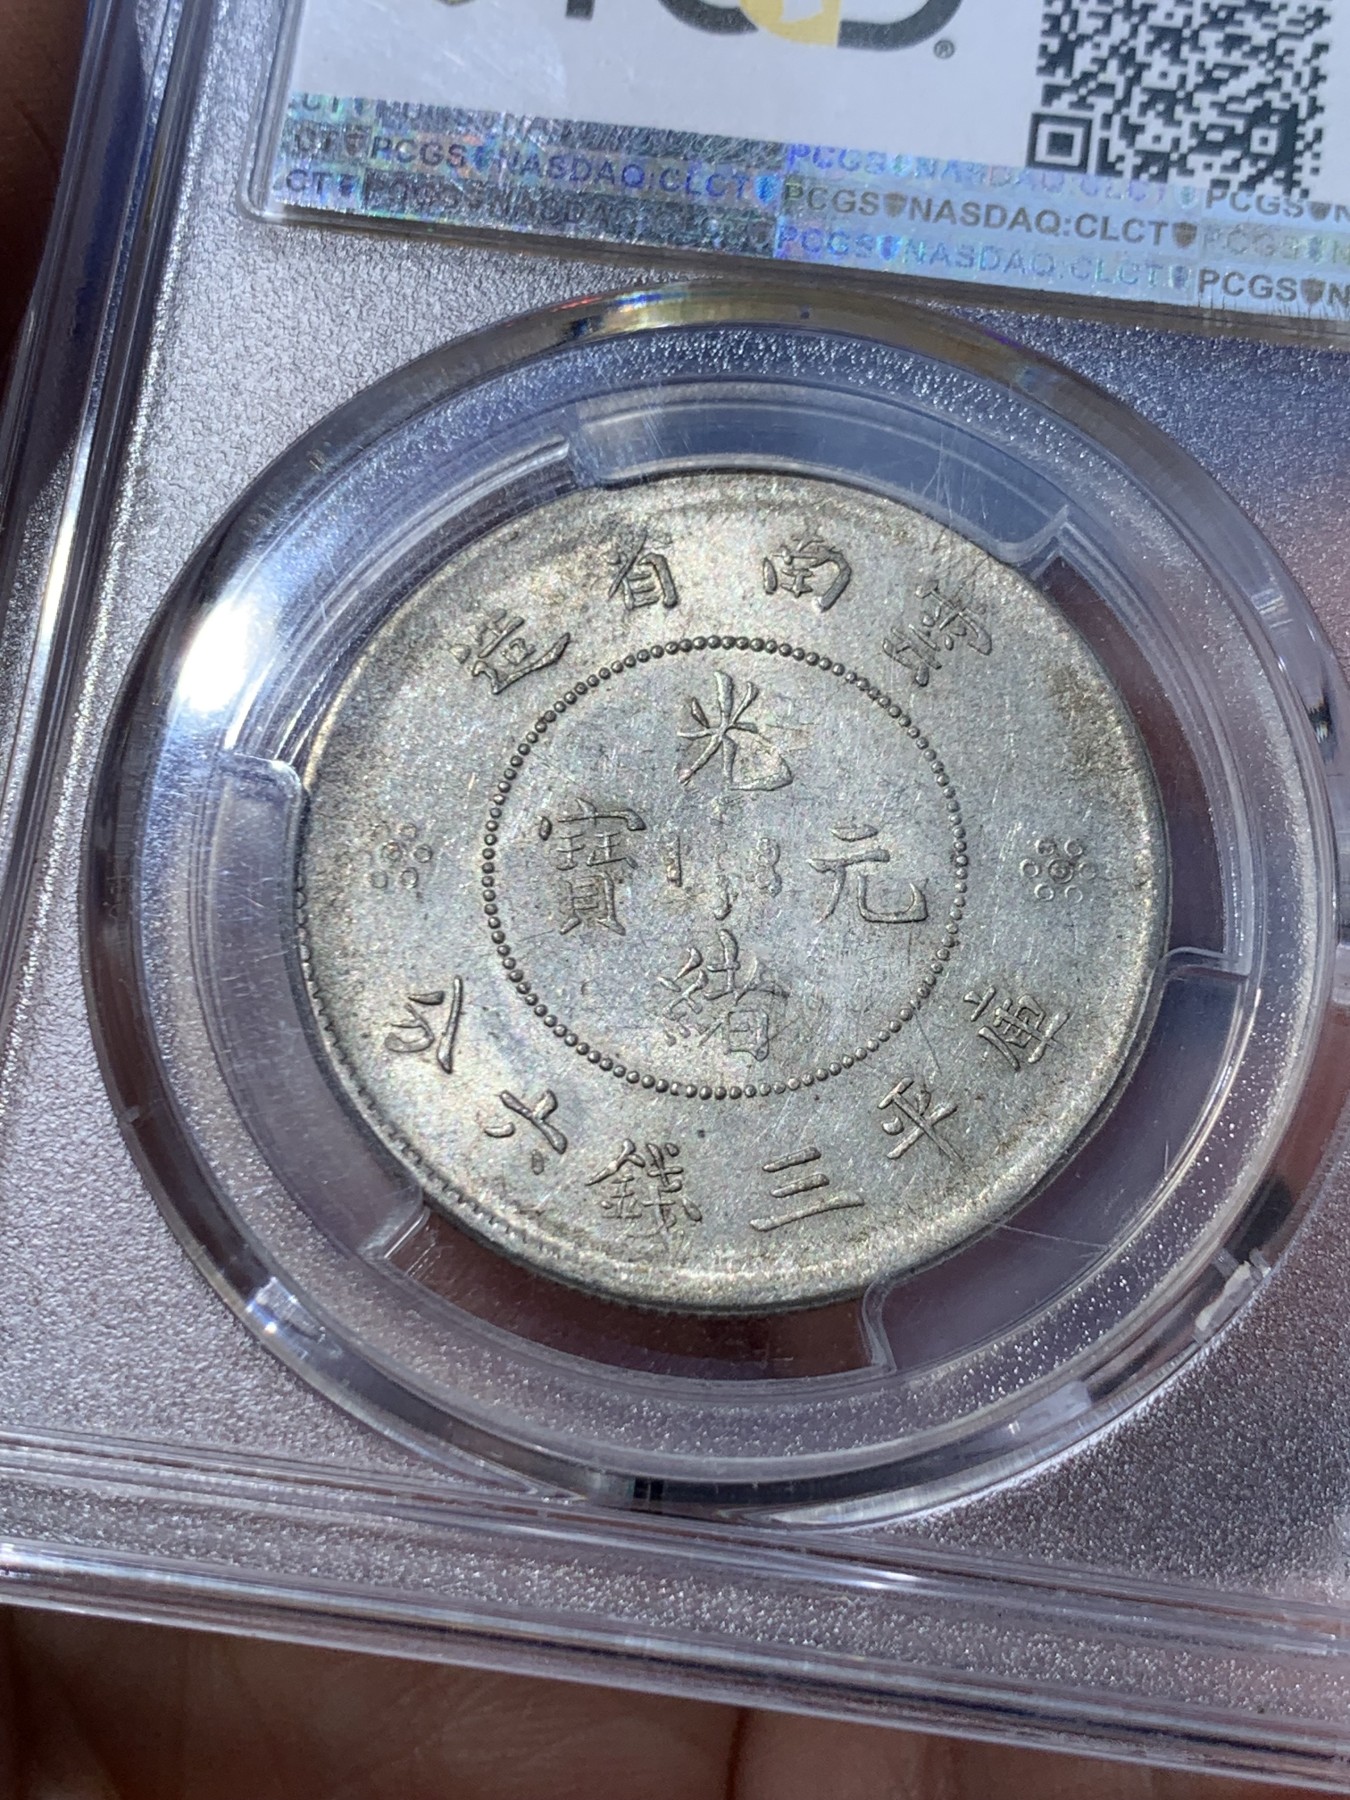 ®
PCGS NASDAQ:CLCT
CT PCGS NASDAQ:CLCT PCGS NASDAQ:CLCT PCGS
PCGS NASDAQ:CLCT PCGS
雲南省造
光緒元寶
庫平三錢六分